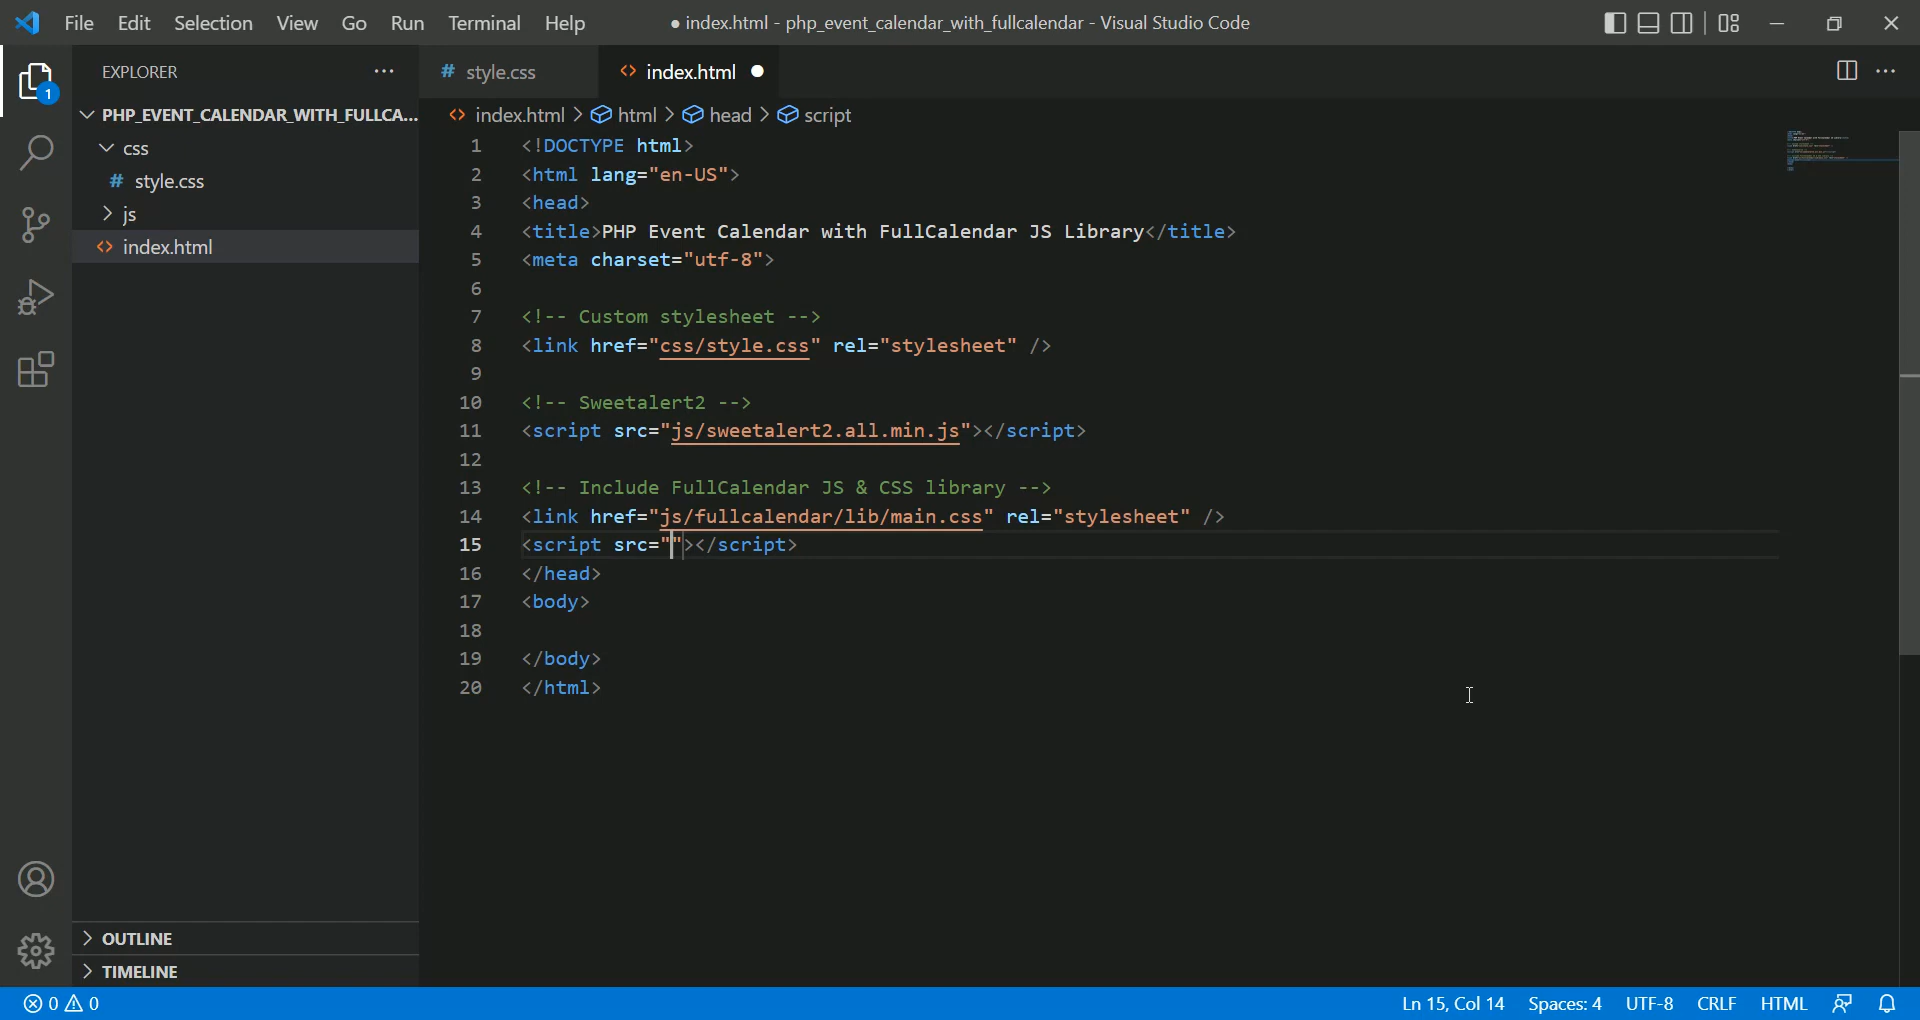 File Edit Selection View Go Run Terminal Help
● index.html - php_event_calendar_with_fullcalendar - Visual Studio Code
EXPLORER
PHP_EVENT_CALENDAR_WITH_FULLCA...
css
# style.css
js
<> index.html
1
# style.css
<> index.html ●
<> index.html > html > head > script
1 <!DOCTYPE html>
2 <html lang="en-US">
3 <head>
4 <title>PHP Event Calendar with FullCalendar JS Library</title>
5 <meta charset="utf-8">
6
7 <!-- Custom stylesheet -->
8 <link href="css/style.css" rel="stylesheet" />
9
10 <!-- Sweetalert2 -->
11 <script src="js/sweetalert2.all.min.js"></script>
12
13 <!-- Include FullCalendar JS & CSS library -->
14 <link href="js/fullcalendar/lib/main.css" rel="stylesheet" />
15 <script src=""></script>
16 </head>
17 <body>
18
19 </body>
20 </html>
OUTLINE
TIMELINE
0 0
Ln 15, Col 14 Spaces: 4 UTF-8 CRLF HTML